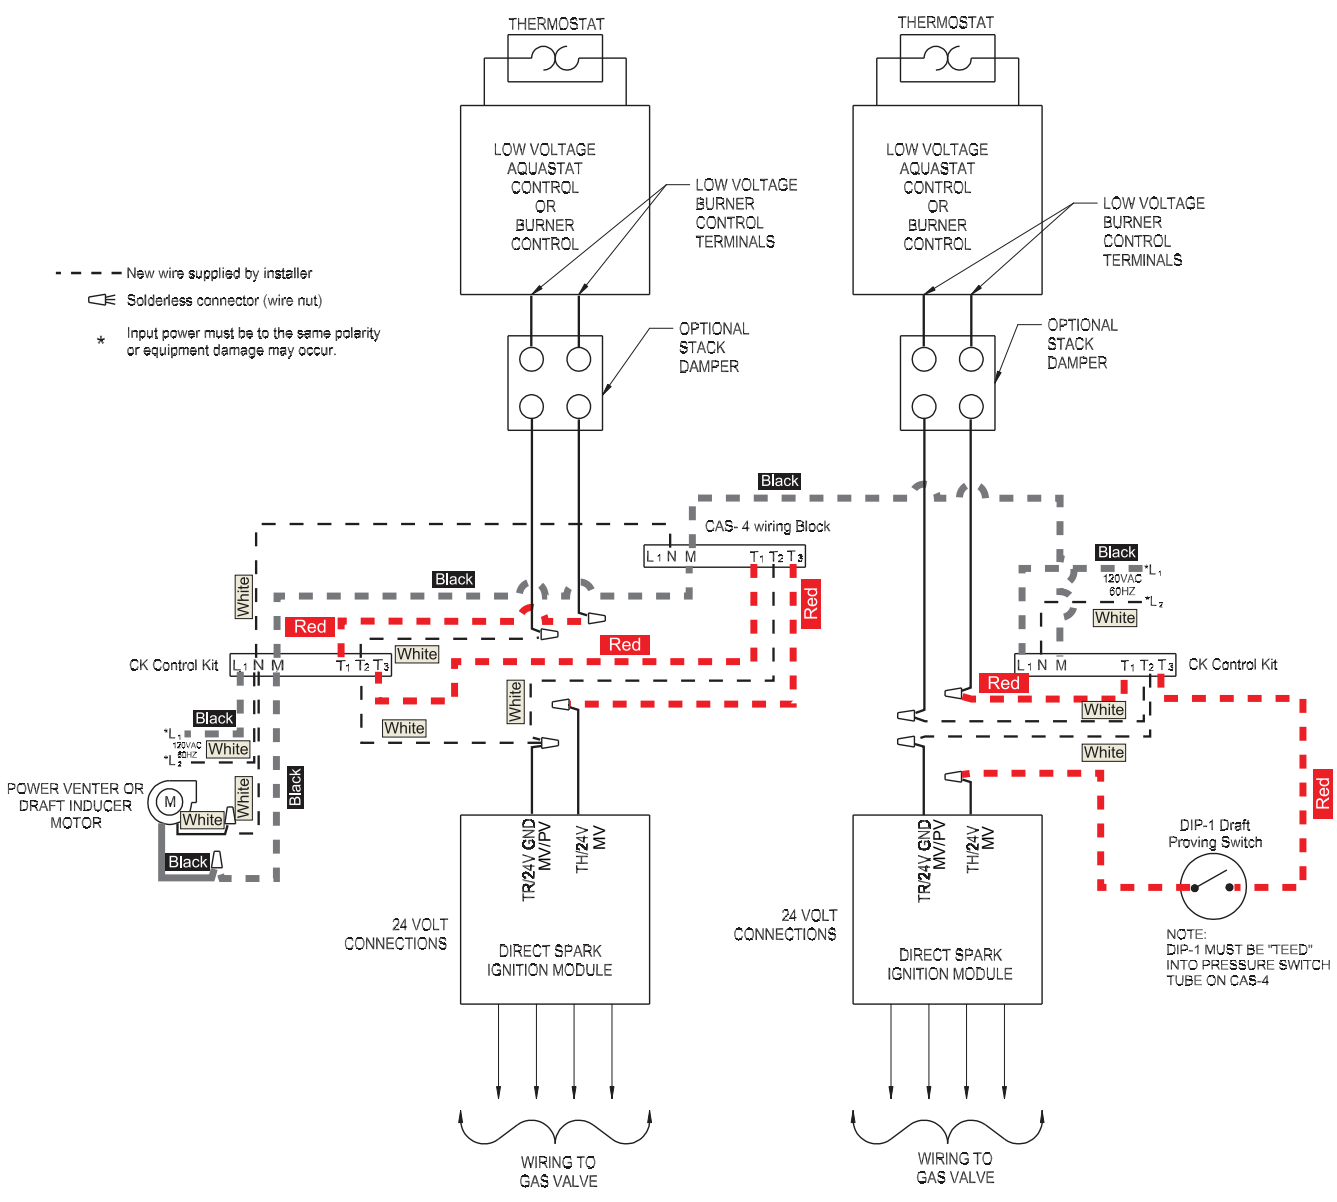 THERMOSTAT
THERMOSTAT
LOW VOLTAGE
AQUASTAT
CONTROL
OR
BURNER
CONTROL
LOW VOLTAGE
BURNER
CONTROL
TERMINALS
LOW VOLTAGE
AQUASTAT
CONTROL
OR
BURNER
CONTROL
LOW VOLTAGE
BURNER
CONTROL
TERMINALS
New wire supplied by installer
Solderless connector (wire nut)
* Input power must be to the same polarity
or equipment damage may occur.
OPTIONAL
STACK
DAMPER
OPTIONAL
STACK
DAMPER
Black
CAS- 4 wiring Block
L1 N M T1 T2 T3
Black
White
Red
White
Red
Red
CK Control Kit
L1 N M T1 T2 T3
Black
*L1
120VAC
60HZ
*L2
White
White
White
White
Black
POWER VENTER OR
DRAFT INDUCER
MOTOR
M
White
Black
Black
*L1
120VAC
60HZ
*L2
White
L1 N M T1 T2 T3
CK Control Kit
Red
White
White
Red
DIP-1 Draft
Proving Switch
NOTE:
DIP-1 MUST BE "TEED"
INTO PRESSURE SWITCH
TUBE ON CAS-4
TR/24V GND
MV/PV
TH/24V
MV
24 VOLT
CONNECTIONS
DIRECT SPARK
IGNITION MODULE
TR/24V GND
MV/PV
TH/24V
MV
24 VOLT
CONNECTIONS
DIRECT SPARK
IGNITION MODULE
WIRING TO
GAS VALVE
WIRING TO
GAS VALVE